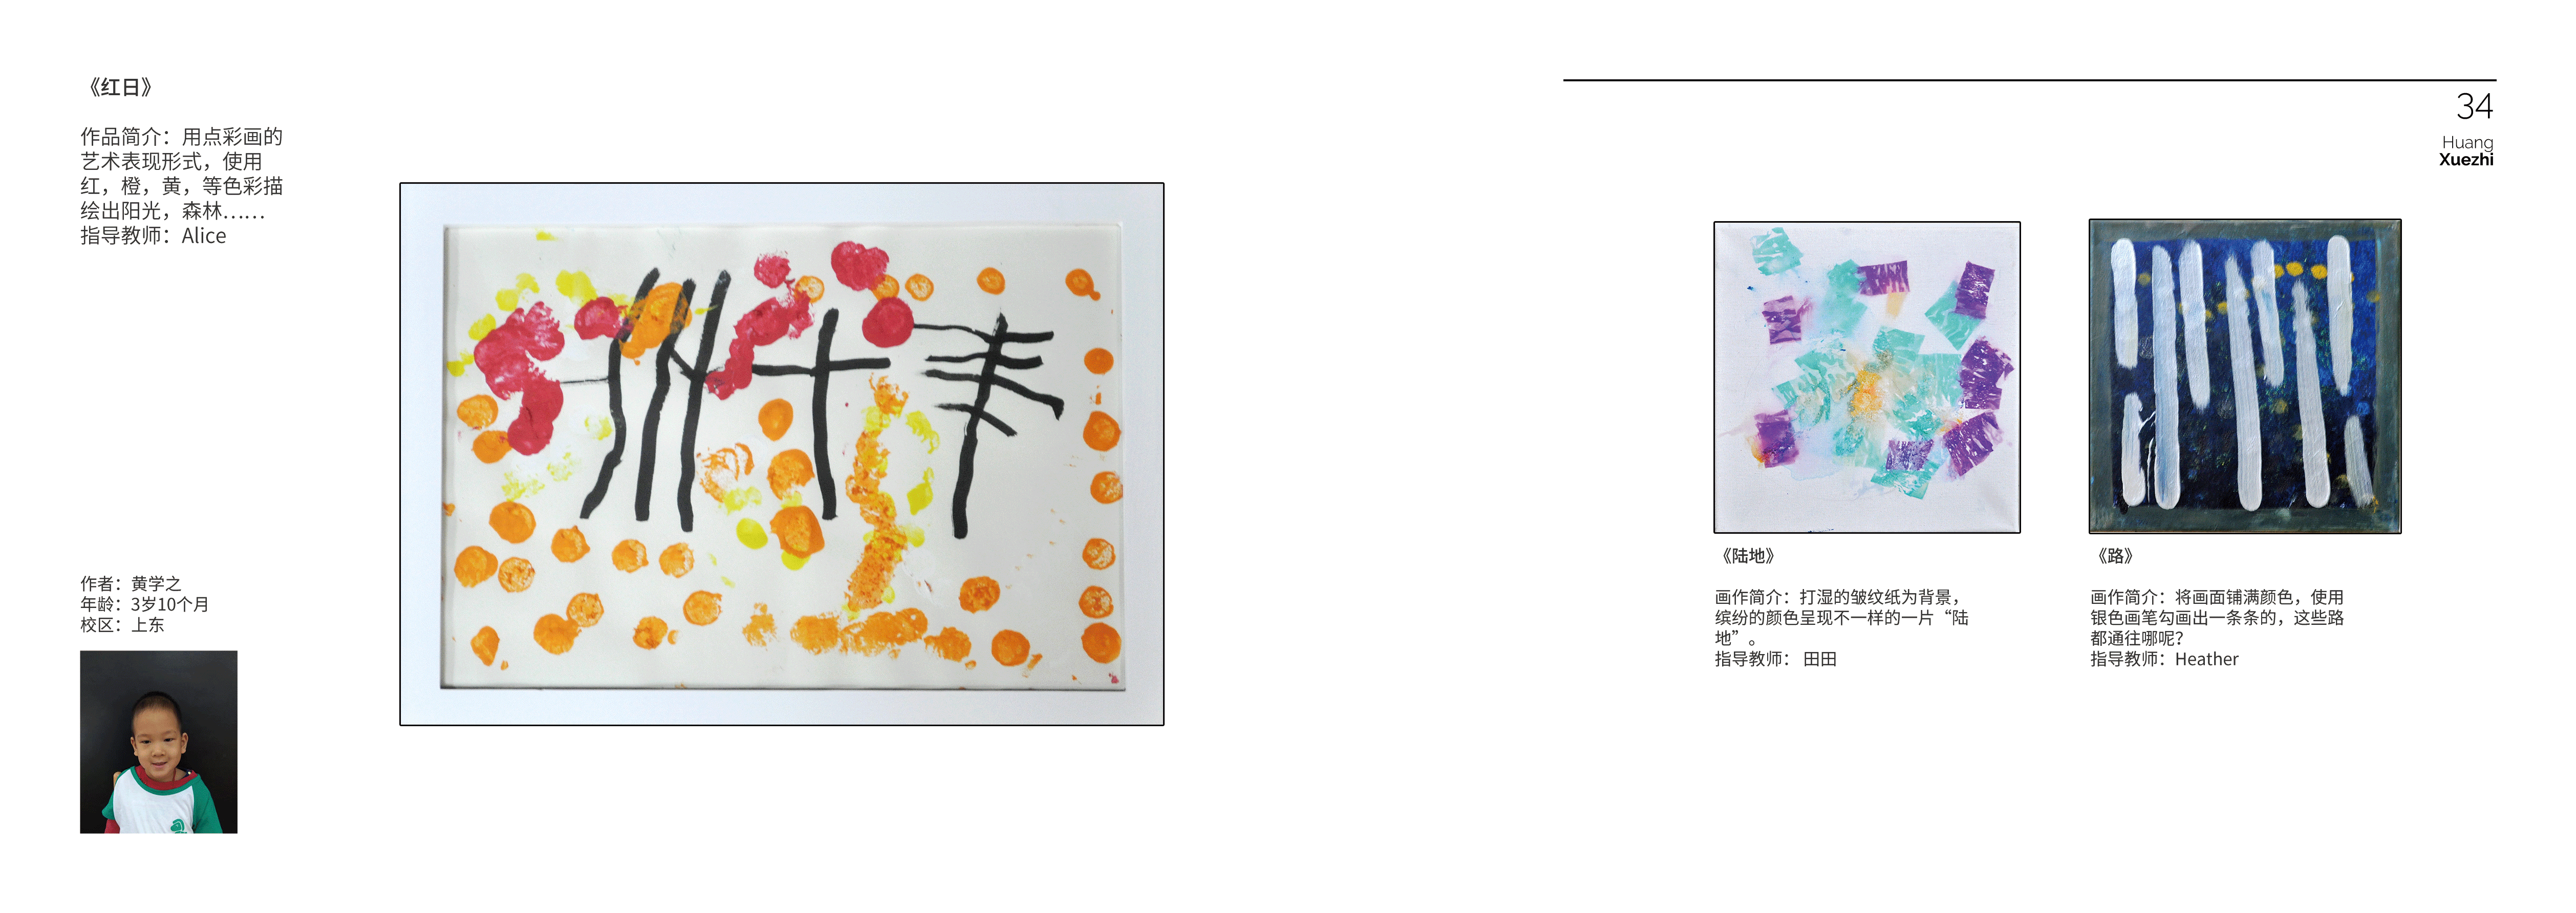 《红日》
作品简介：用点彩画的
艺术表现形式，使用
红，橙，黄，等色彩描
绘出阳光，森林……
指导教师：Alice
作者：黄学之
年龄：3岁10个月
校区：上东
34
Huang
Xuezhi
《陆地》
画作简介：打湿的皱纹纸为背景，
缤纷的颜色呈现不一样的一片“陆
地”。
指导教师： 田田
《路》
画作简介：将画面铺满颜色，使用
银色画笔勾画出一条条的，这些路
都通往哪呢？
指导教师：Heather